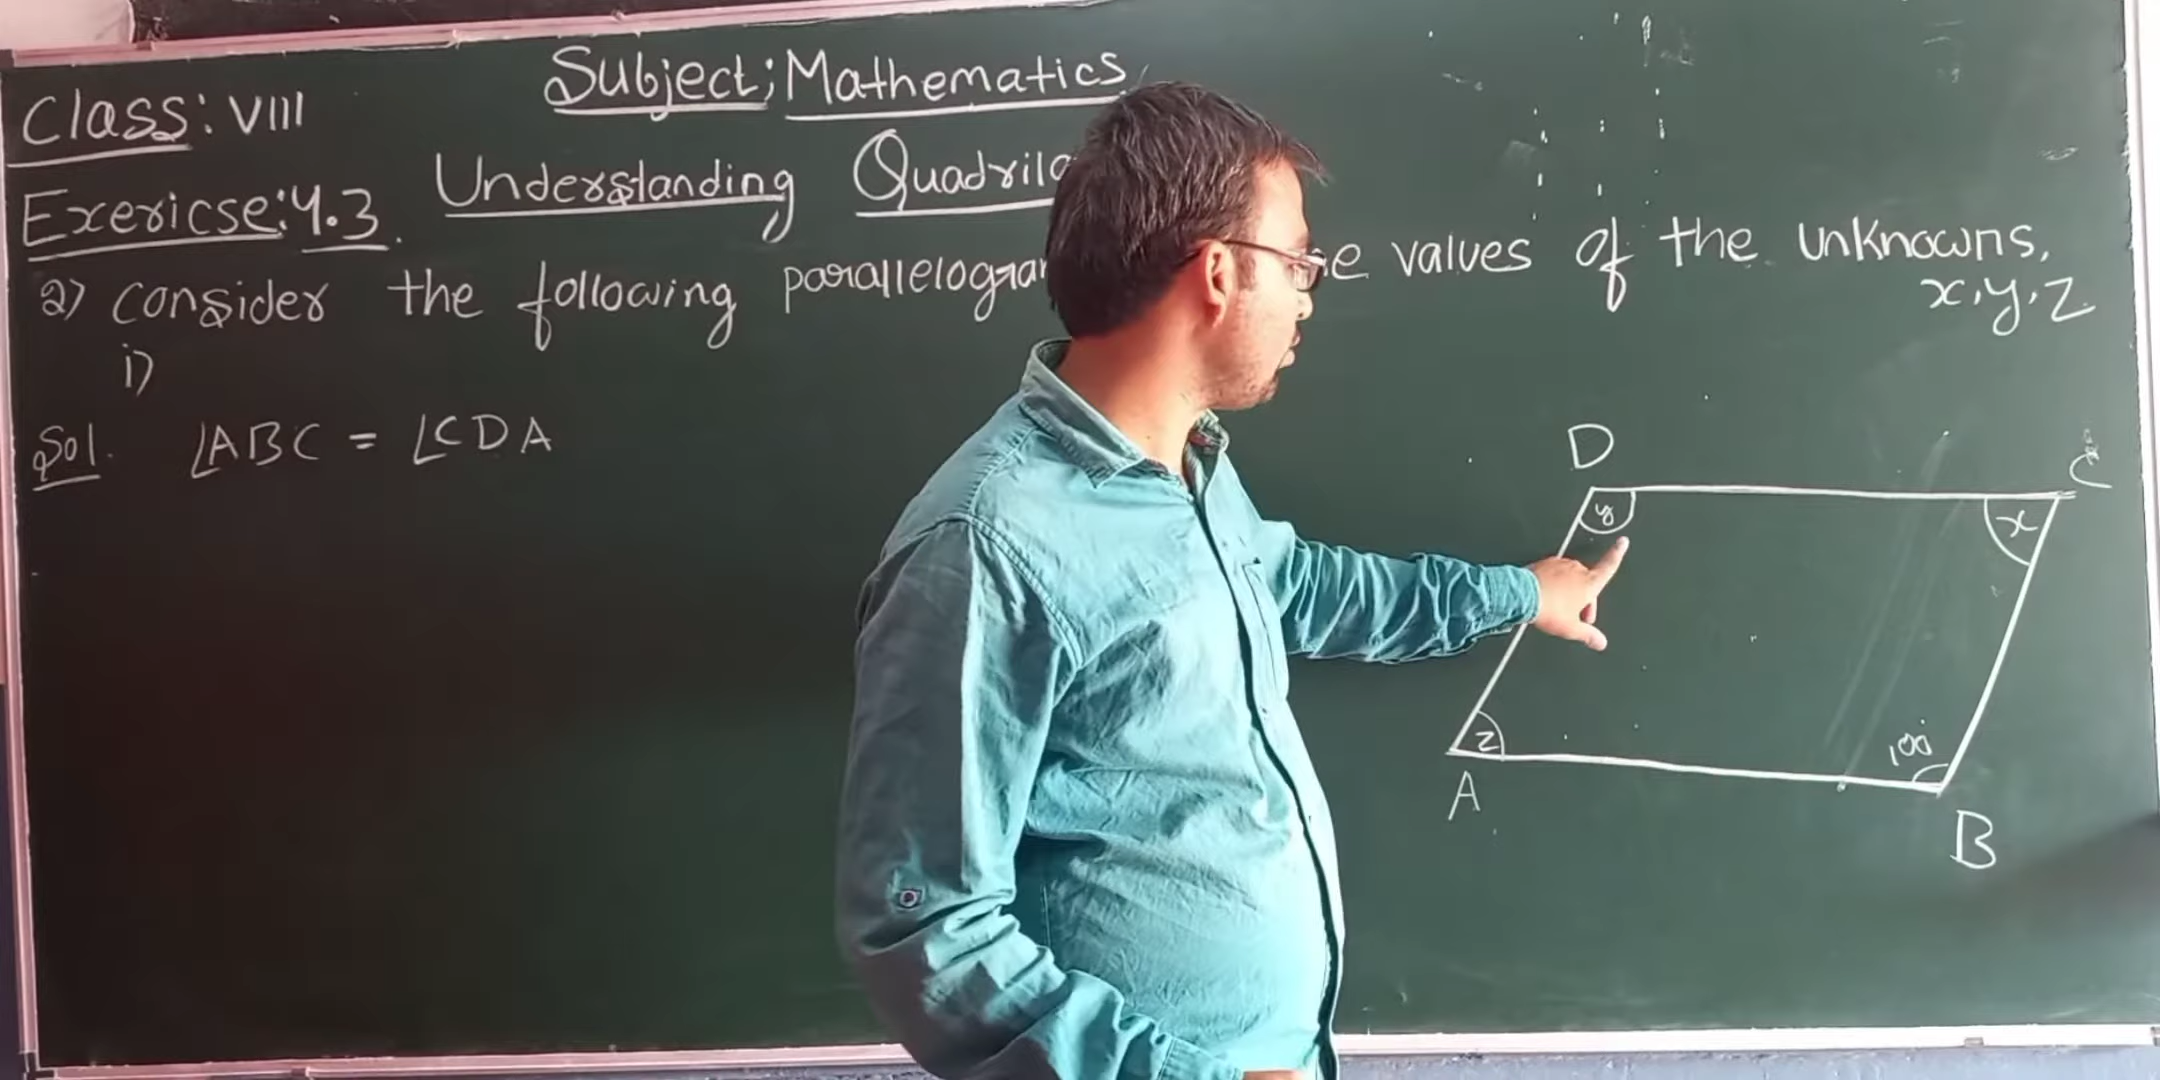 Subject; Mathematics
Class: VIII
Understanding Quadrila
Exericse: 4.3.
2) Consider the following parallelogram e values of the unknowns,
x, y, z
i)
Sol. ∠ABC = ∠CDA
D C
y x
z 100°
A B